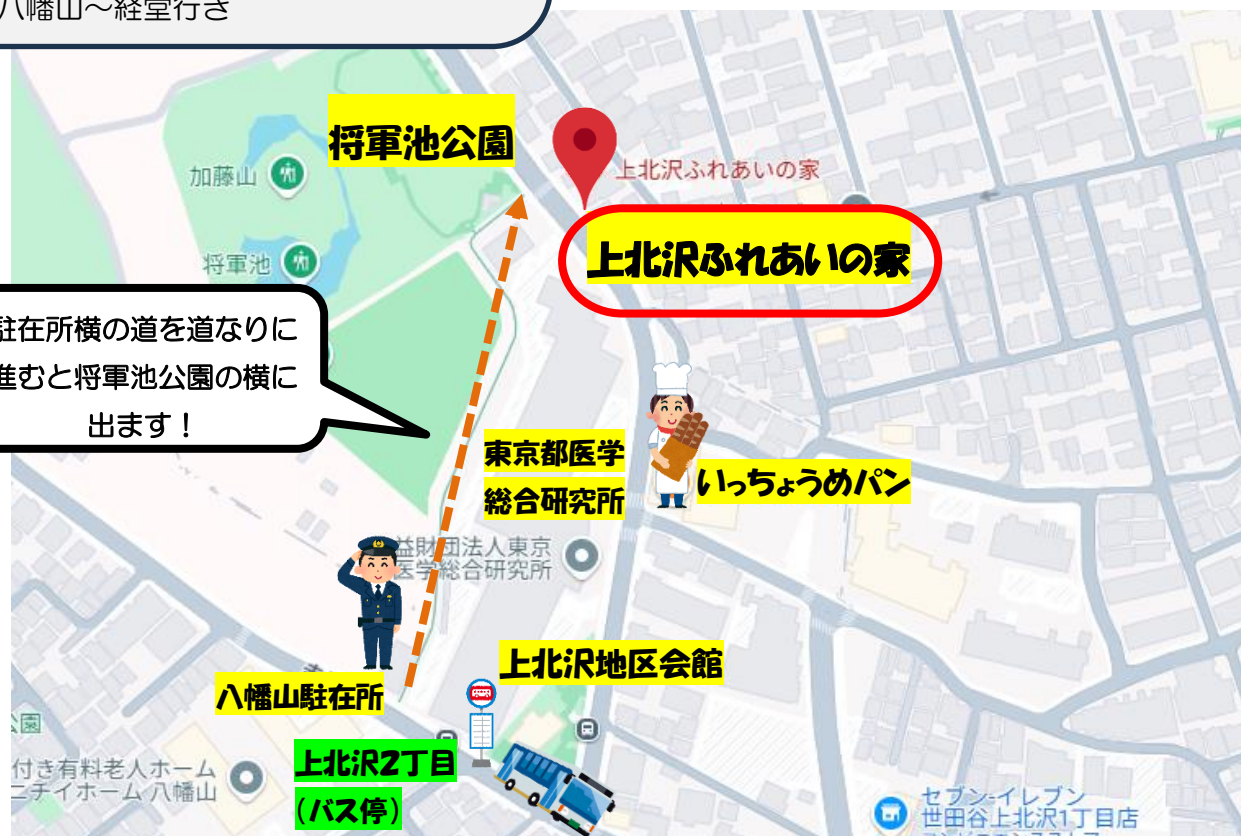 八幡山～経堂行き
将軍池公園
加藤山
上北沢ふれあいの家
上北沢ふれあいの家
将軍池
駐在所横の道を道なりに
進むと将軍池公園の横に
出ます！
東京都医学
総合研究所
いっちょうめパン
益財団法人東京
医学総合研究所
上北沢地区会館
八幡山駐在所
公園
上北沢2丁目
（バス停）
付き有料老人ホーム
ニチイホーム 八幡山
セブン-イレブン
世田谷上北沢1丁目店